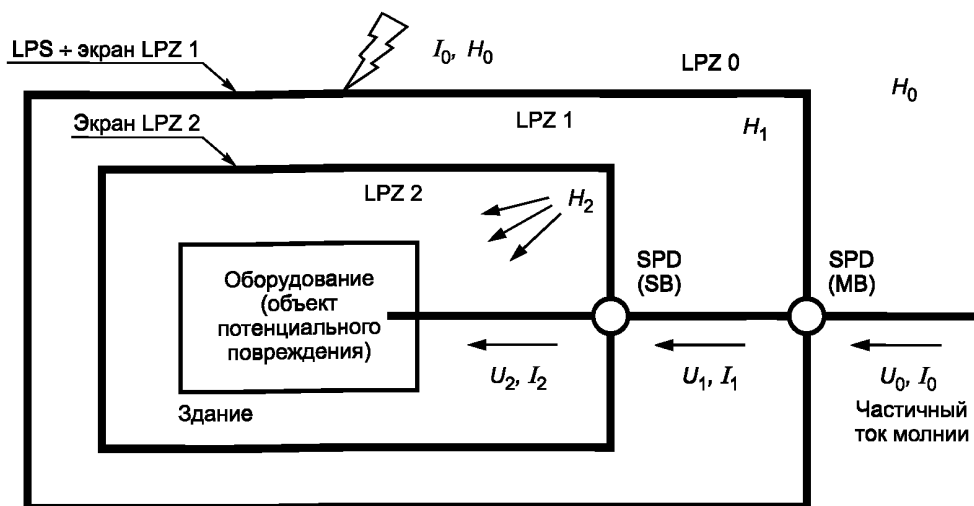 LPS + экран LPZ 1
I₀, H₀
LPZ 0
H₀
Экран LPZ 2
LPZ 1
H₁
LPZ 2
H₂
Оборудование
(объект
потенциального
повреждения)
SPD
(SB)
SPD
(MB)
U₂, I₂
U₁, I₁
U₀, I₀
Здание
Частичный
ток молнии